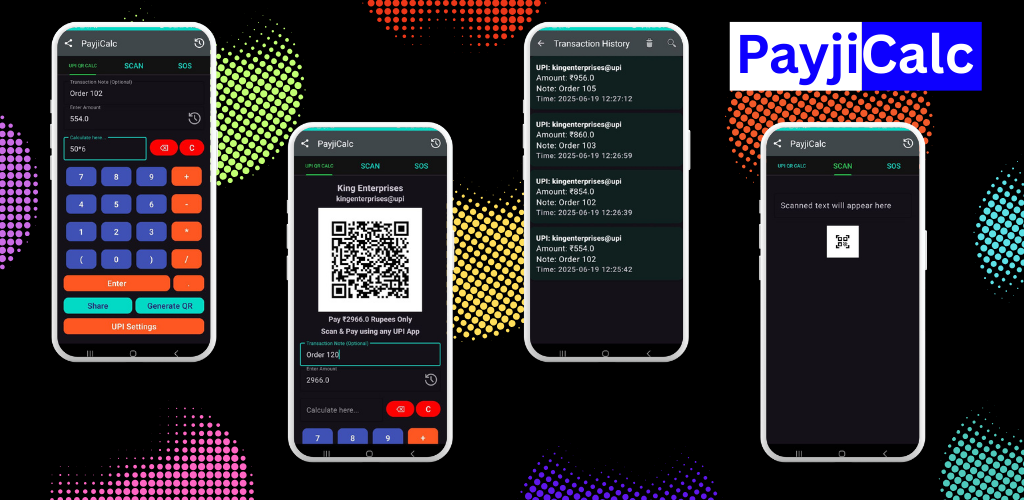 PayjiCalc
UPI QR CALC SCAN SOS
Transaction Note (Optional)
Order 102
Enter Amount
554.0
Calculate here...
50*6
C
7 8 9 +
4 5 6 -
1 2 3 *
( 0 ) /
Enter .
Share Generate QR
UPI Settings
PayjiCalc
UPI QR CALC SCAN SOS
King Enterprises
kingenterprises@upi
Pay ₹2966.0 Rupees Only
Scan & Pay using any UPI App
Transaction Note (Optional)
Order 120
Enter Amount
2966.0
Calculate here...
C
7 8 9 +
Transaction History
UPI: kingenterprises@upi
Amount: ₹956.0
Note: Order 105
Time: 2025-06-19 12:27:12
UPI: kingenterprises@upi
Amount: ₹860.0
Note: Order 103
Time: 2025-06-19 12:26:59
UPI: kingenterprises@upi
Amount: ₹854.0
Note: Order 102
Time: 2025-06-19 12:26:39
UPI: kingenterprises@upi
Amount: ₹554.0
Note: Order 102
Time: 2025-06-19 12:25:42
PayjiCalc
PayjiCalc
UPI QR CALC SCAN SOS
Scanned text will appear here